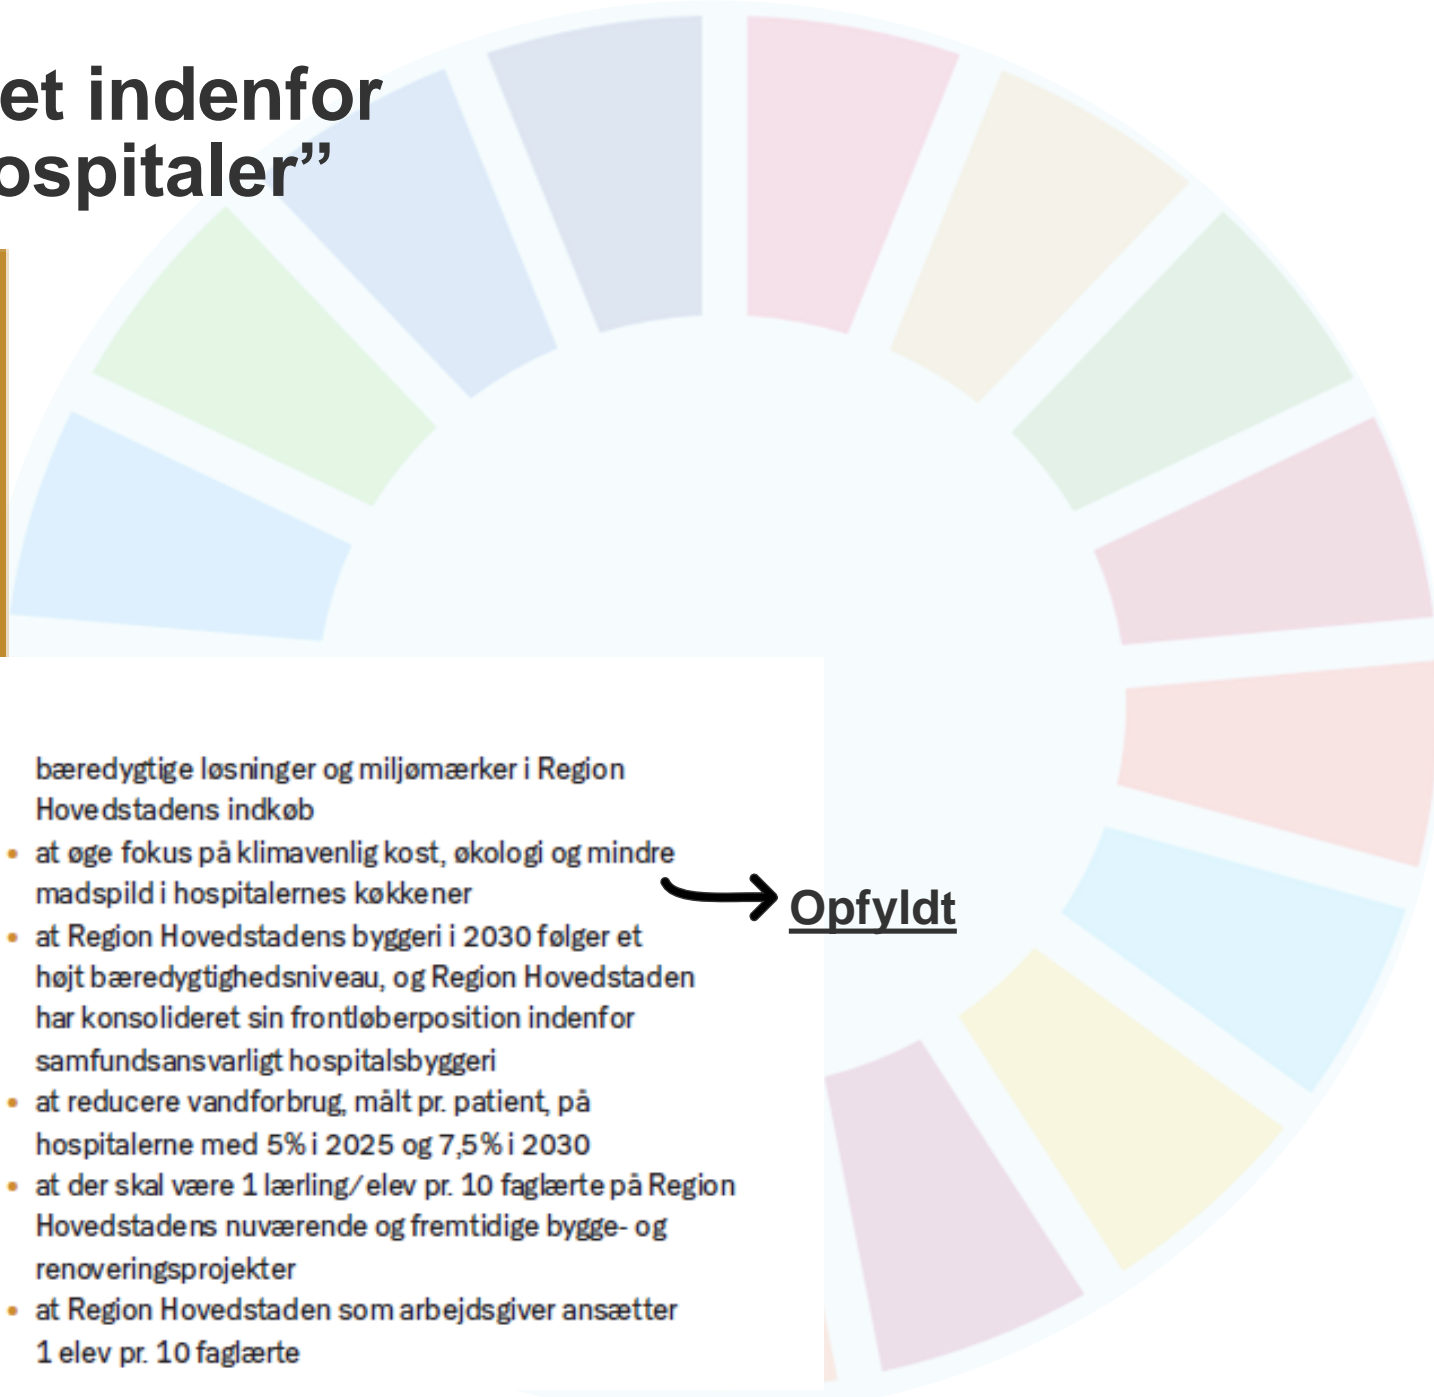 et indenfor
ospitaler”
bæredygtige løsninger og miljømærker i Region
Hovedstadens indkøb
• at øge fokus på klimavenlig kost, økologi og mindre
madspild i hospitalernes køkkener
Opfyldt
• at Region Hovedstadens byggeri i 2030 følger et
højt bæredygtighedsniveau, og Region Hovedstaden
har konsolideret sin frontløberposition indenfor
samfundsansvarligt hospitalsbyggeri
• at reducere vandforbrug, målt pr. patient, på
hospitalerne med 5% i 2025 og 7,5% i 2030
• at der skal være 1 lærling/elev pr. 10 faglærte på Region
Hovedstadens nuværende og fremtidige bygge- og
renoveringsprojekter
• at Region Hovedstaden som arbejdsgiver ansætter
1 elev pr. 10 faglærte